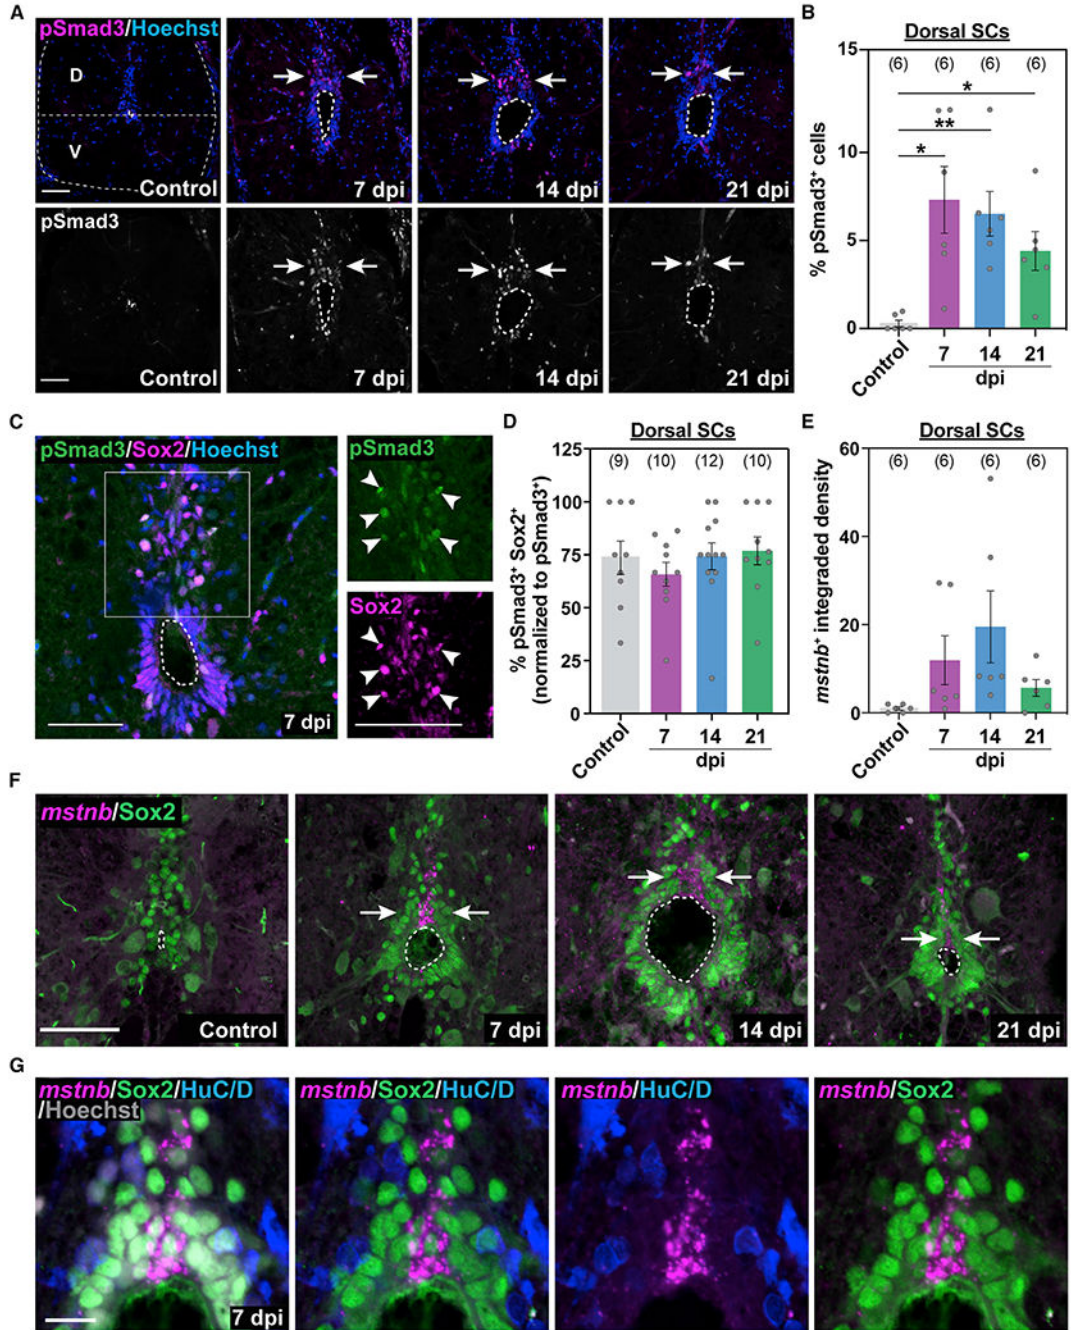 A
pSmad3/Hoechst
D
V
Control
7 dpi
14 dpi
21 dpi
pSmad3
Control
7 dpi
14 dpi
21 dpi
B
Dorsal SCs
15
10
5
0
(6) (6) (6) (6)
*
**
*
% pSmad3+ cells
Control 7 14 21
dpi
C
pSmad3/Sox2/Hoechst
7 dpi
pSmad3
Sox2
D
Dorsal SCs
125
100
75
50
25
0
(9) (10) (12) (10)
% pSmad3+ Sox2+
(normalized to pSmad3+)
Control 7 14 21
dpi
E
Dorsal SCs
60
40
20
0
(6) (6) (6) (6)
mstnb+ integraded density
Control 7 14 21
dpi
F
mstnb/Sox2
Control
7 dpi
14 dpi
21 dpi
G
mstnb/Sox2/HuC/D
/Hoechst
7 dpi
mstnb/Sox2/HuC/D
mstnb/HuC/D
mstnb/Sox2